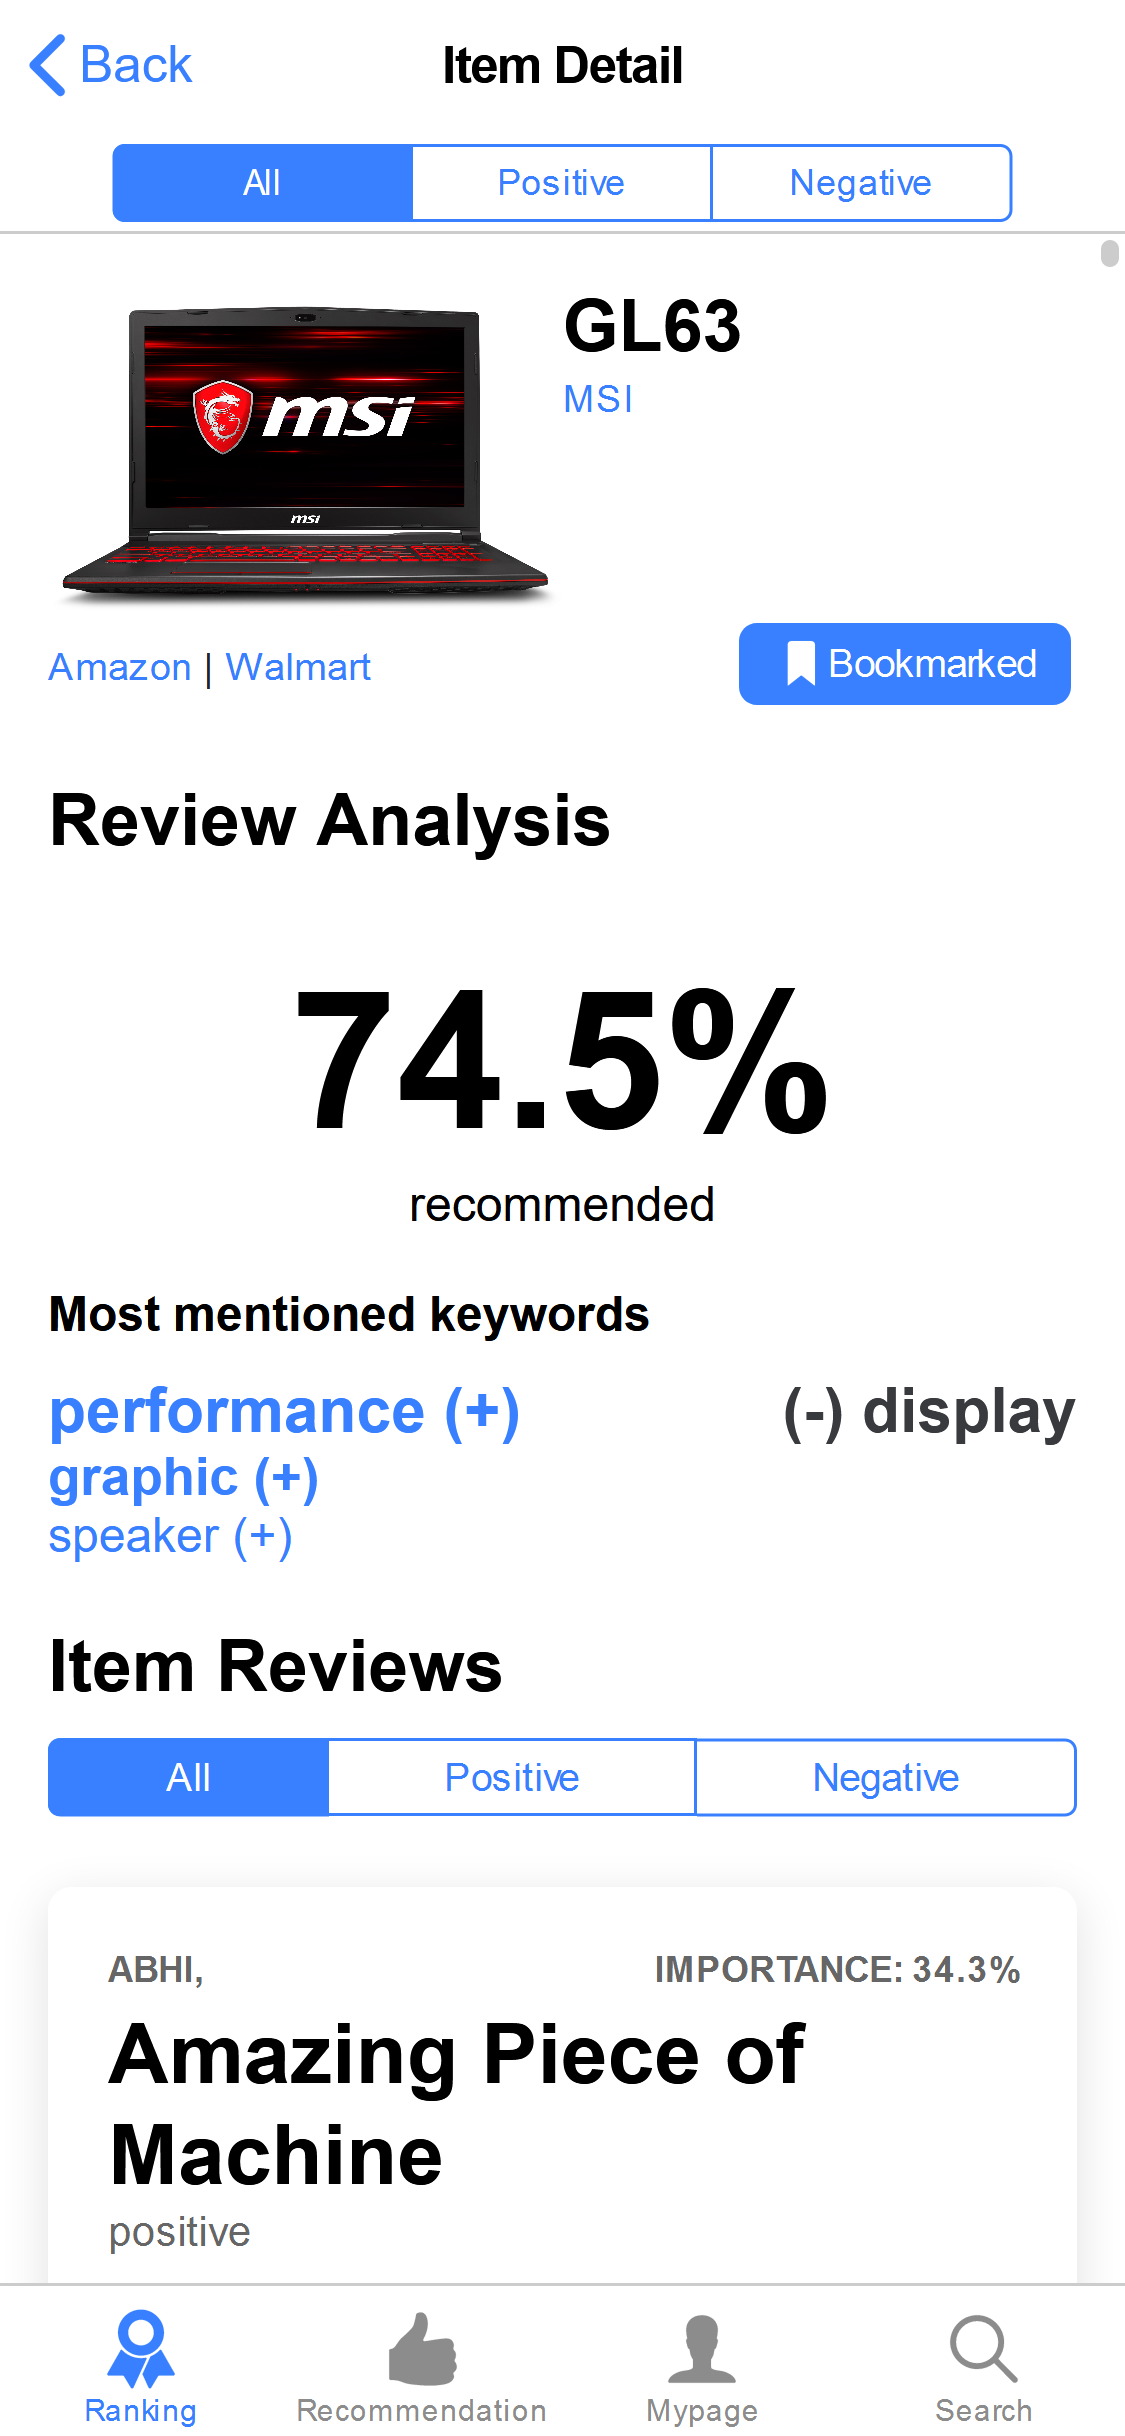 Back
Item Detail
All
Positive
Negative
GL63
MSI
msi
msi
Amazon | Walmart
Bookmarked
Review Analysis
74.5%
recommended
Most mentioned keywords
performance (+)
(-) display
graphic (+)
speaker (+)
Item Reviews
All
Positive
Negative
ABHI,
IMPORTANCE: 34.3%
Amazing Piece of
Machine
positive
Ranking
Recommendation
Mypage
Search